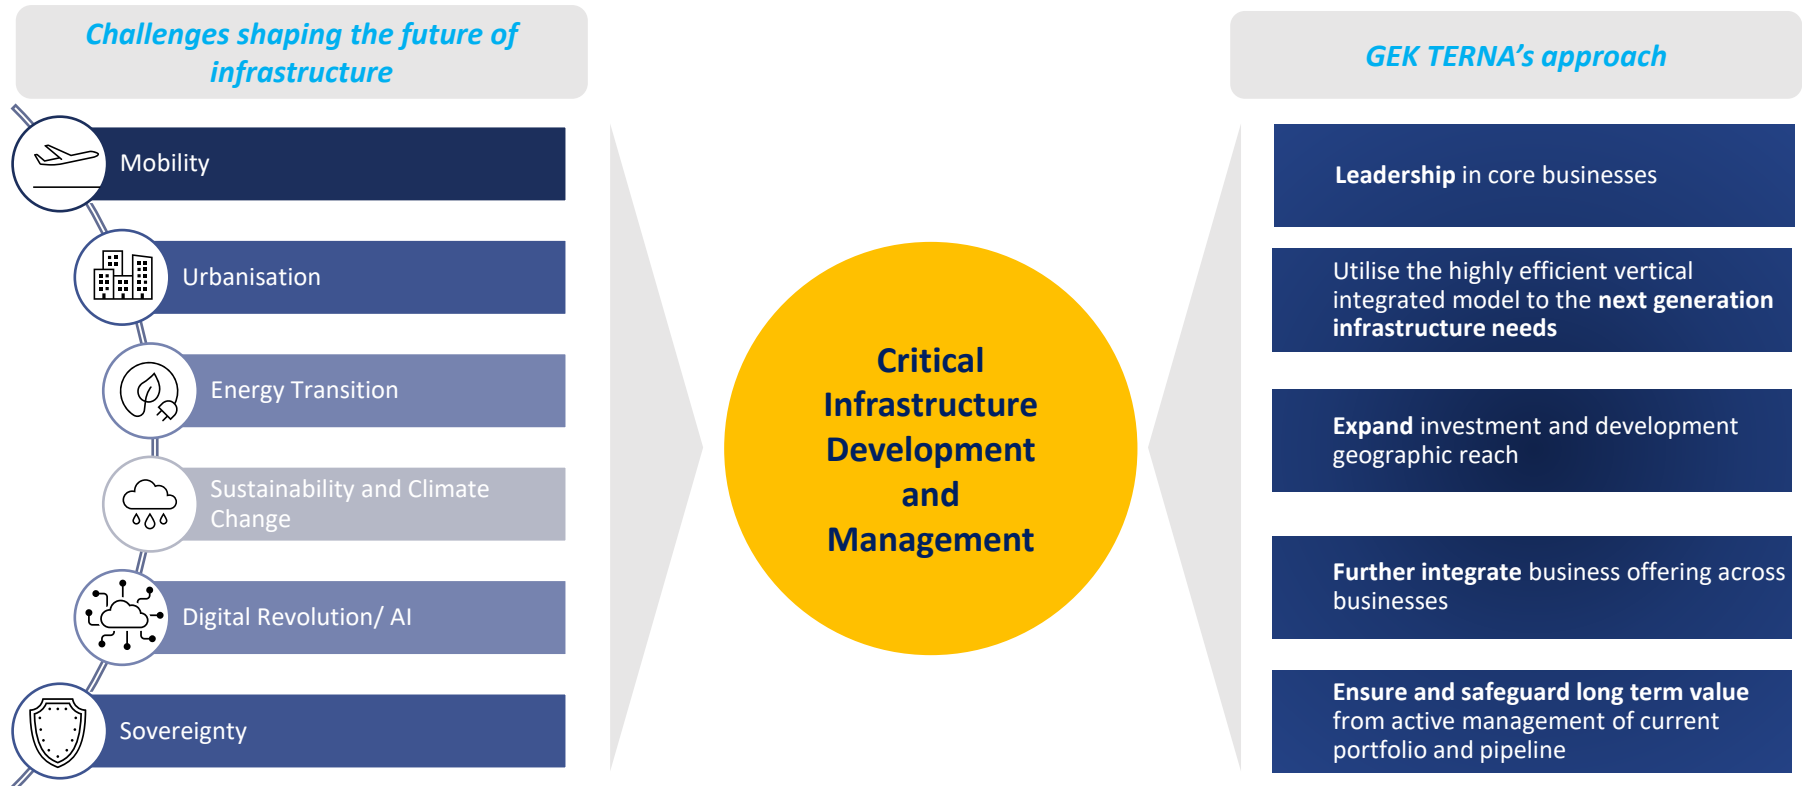 Challenges shaping the future of
infrastructure
Mobility
Urbanisation
Energy Transition
Sustainability and Climate
Change
Digital Revolution/ AI
Sovereignty
Critical
Infrastructure
Development
and
Management
GEK TERNA's approach
Leadership in core businesses
Utilise the highly efficient vertical
integrated model to the next generation
infrastructure needs
Expand investment and development
geographic reach
Further integrate business offering across
businesses
Ensure and safeguard long term value
from active management of current
portfolio and pipeline